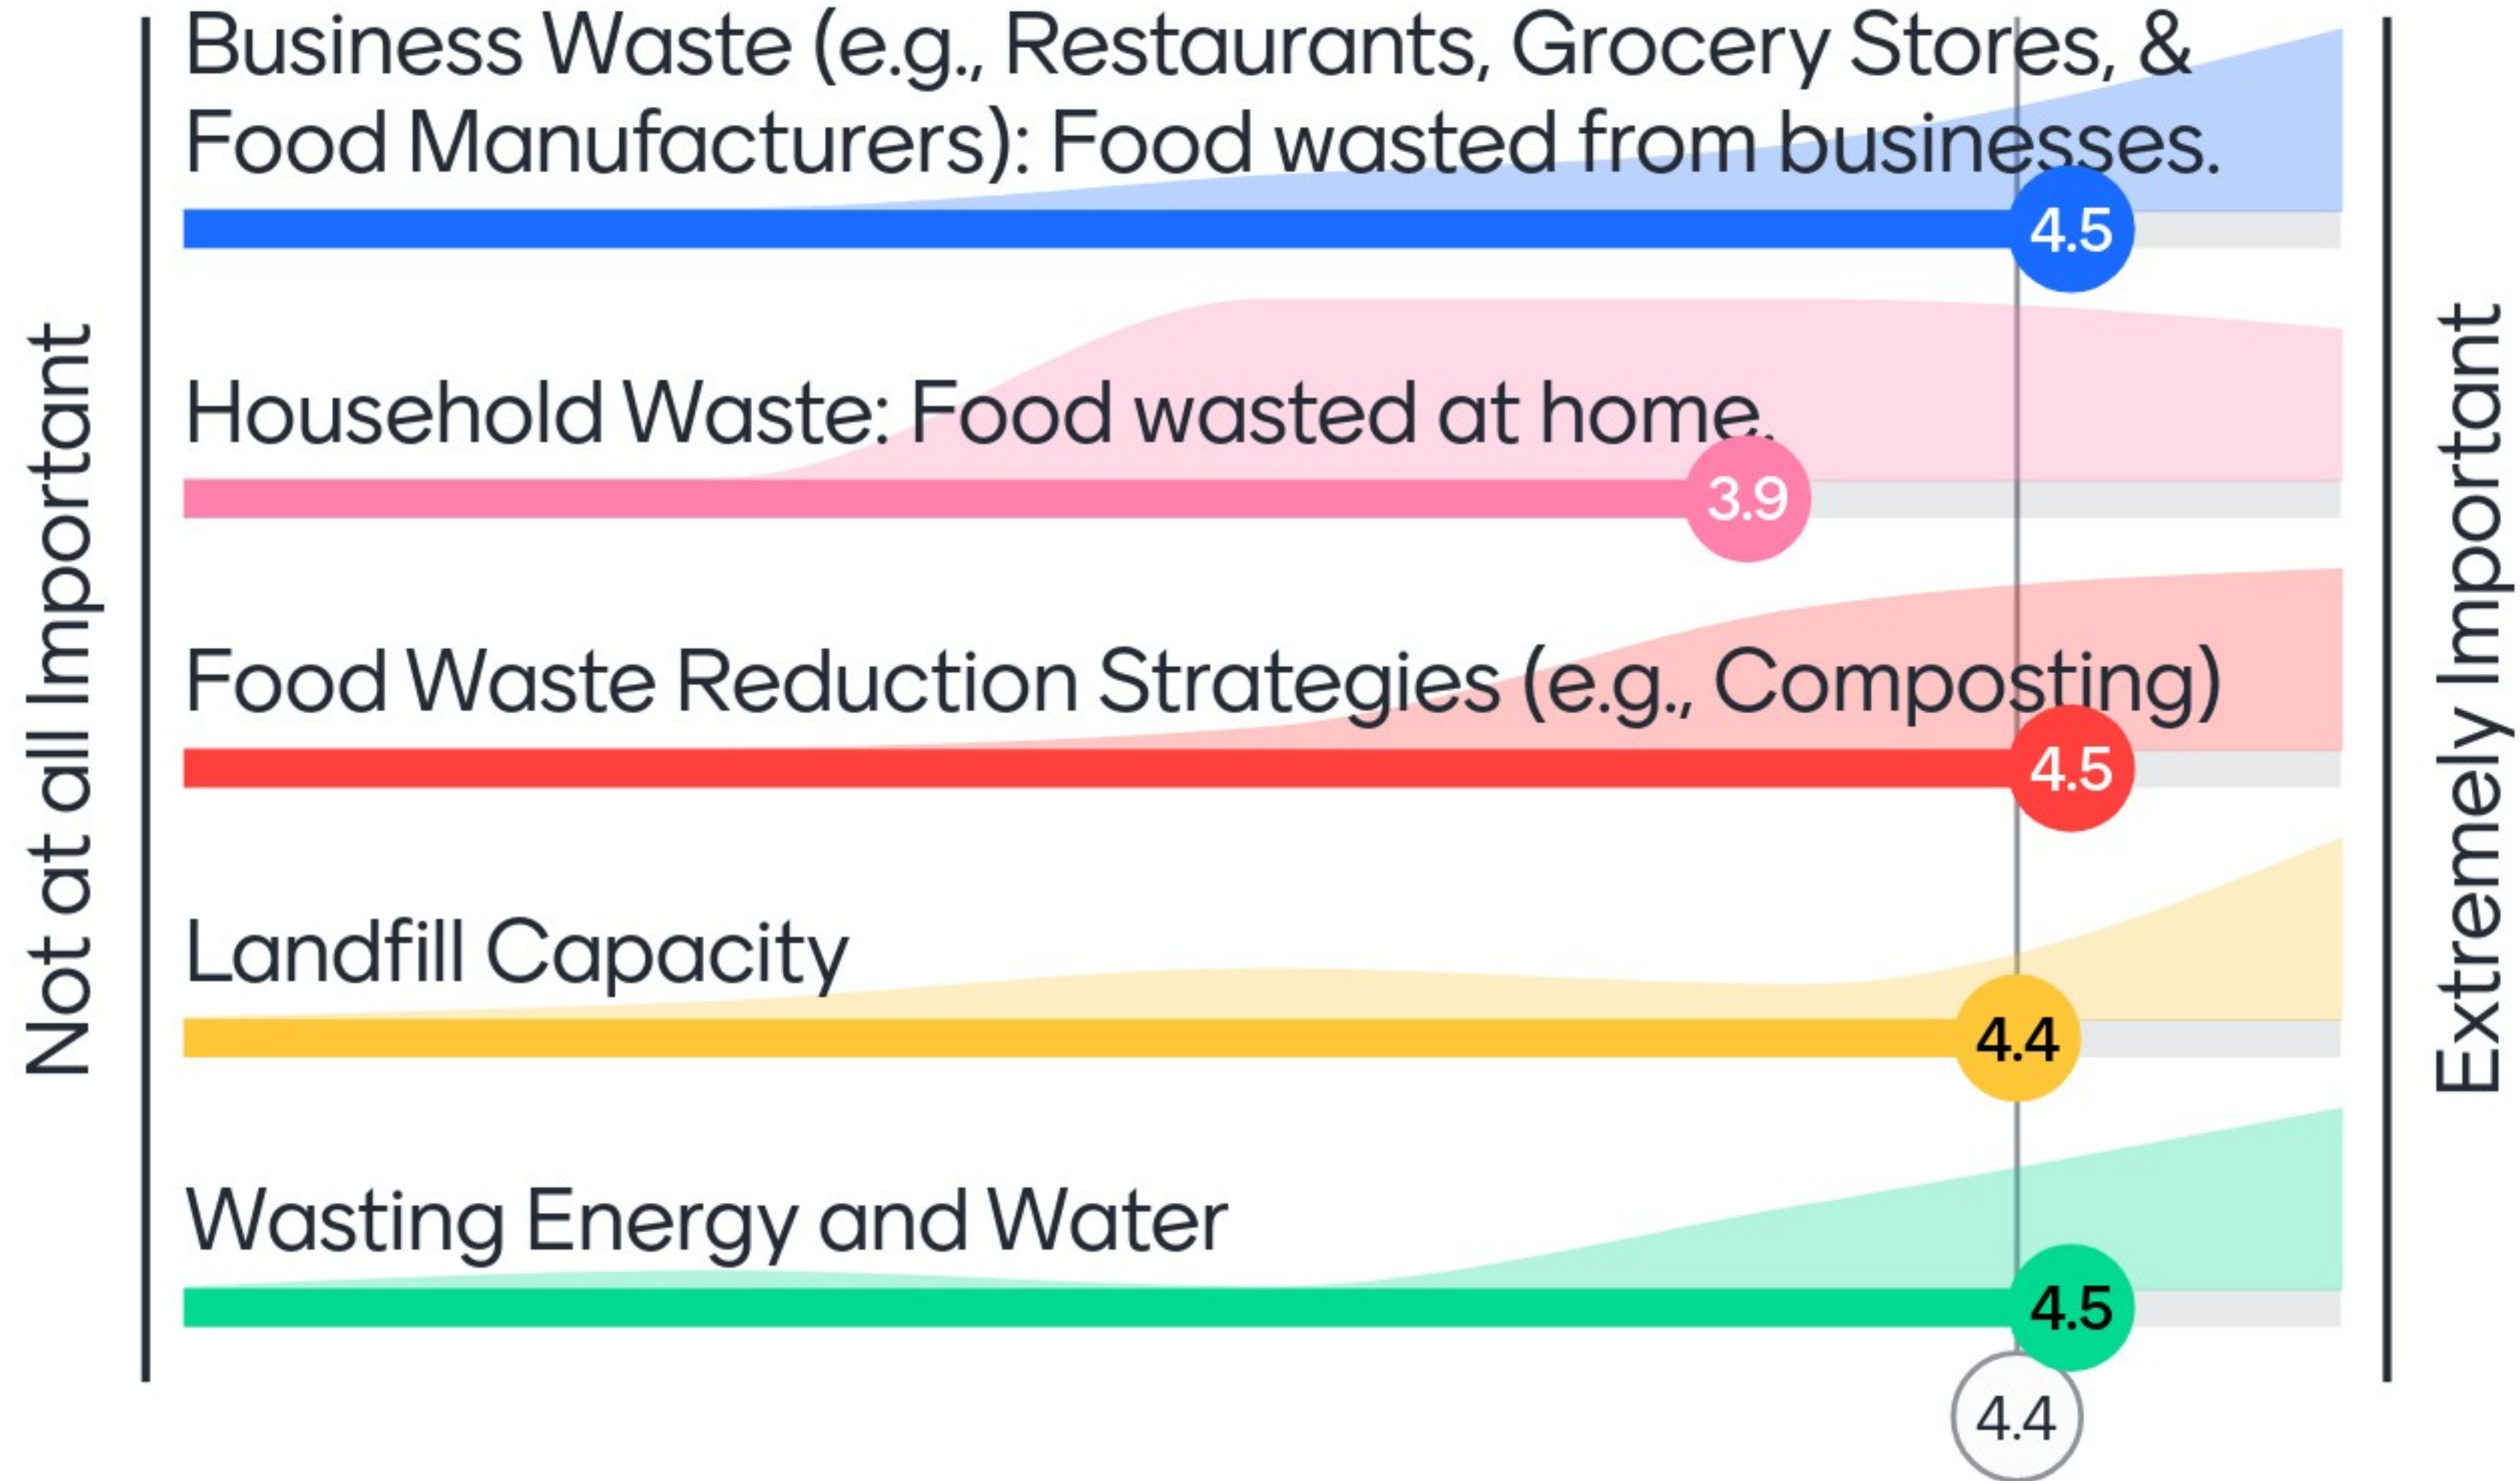 Business Waste (e.g., Restaurants, Grocery Stores, &
Food Manufacturers): Food wasted from businesses.
4.5
Household Waste: Food wasted at home.
3.9
Food Waste Reduction Strategies (e.g., Composting)
4.5
Landfill Capacity
4.4
Wasting Energy and Water
4.5
4.4
Not at all Important
Extremely Important